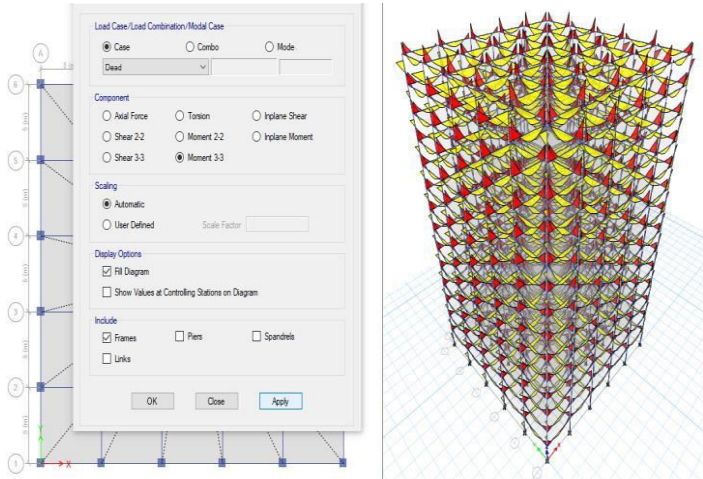 Load Case/Load Combination/Modal Case
Case Combo Mode
Dead
Component
Axial Force Torsion Inplane Shear
Shear 2-2 Moment 2-2 Inplane Moment
Shear 3-3 Moment 3-3
Scaling
Automatic
User Defined Scale Factor
Display Options
Fill Diagram
Show Values at Controlling Stations on Diagram
Include
Frames Piers Spandrels
Links
OK Close Apply
A
6
5
4
3
2
1
Y
X